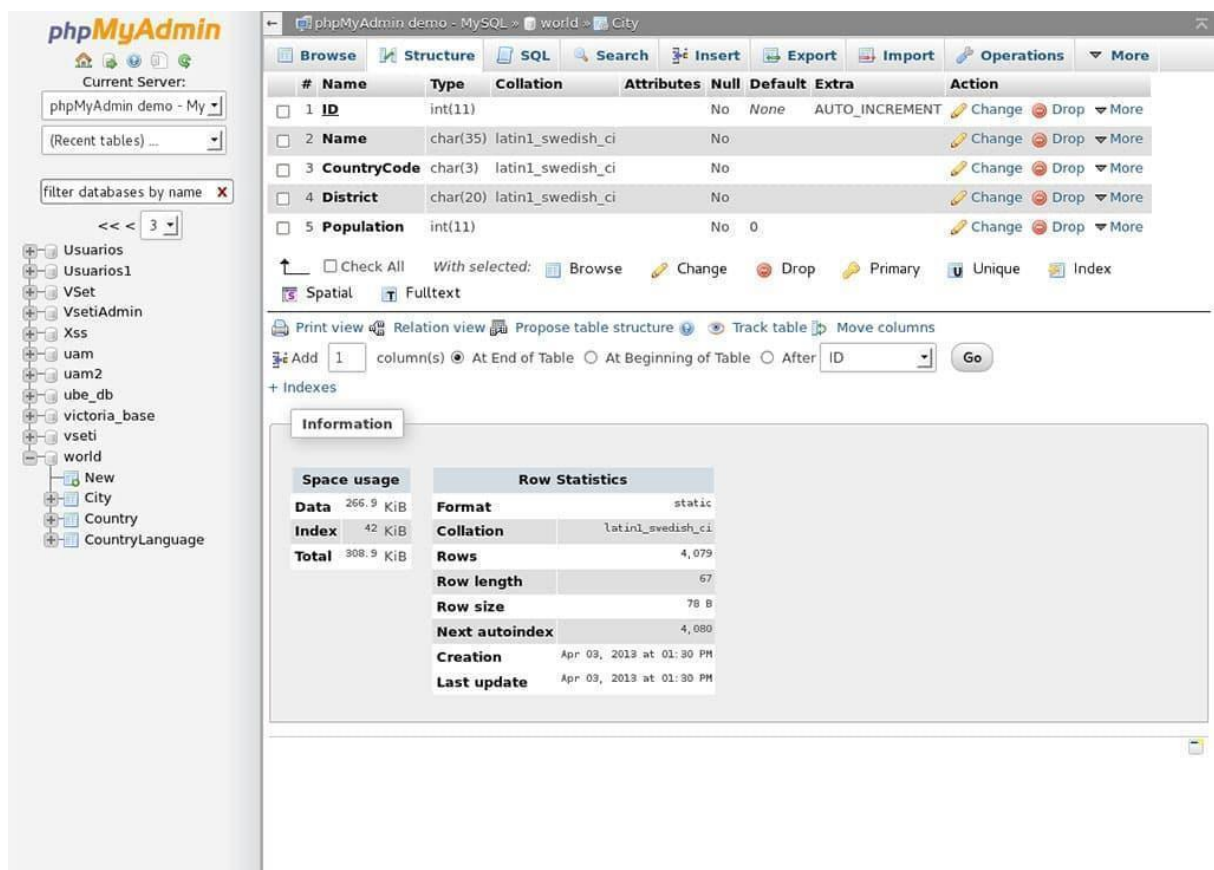 phpMyAdmin
Current Server:
phpMyAdmin demo - My
(Recent tables) ...
filter databases by name X
<< < 3
Usuarios
Usuarios1
VSet
VsetiAdmin
Xss
uam
uam2
ube_db
victoria_base
vseti
world
New
City
Country
CountryLanguage
phpMyAdmin demo - MySQL » world » City
Browse Structure SQL Search Insert Export Import Operations More
# Name Type Collation Attributes Null Default Extra Action
1 ID int(11) No None AUTO_INCREMENT Change Drop More
2 Name char(35) latin1_swedish_ci No Change Drop More
3 CountryCode char(3) latin1_swedish_ci No Change Drop More
4 District char(20) latin1_swedish_ci No Change Drop More
5 Population int(11) No 0 Change Drop More
Check All With selected: Browse Change Drop Primary Unique Index
Spatial Fulltext
Print view Relation view Propose table structure Track table Move columns
Add 1 column(s) At End of Table At Beginning of Table After ID Go
+ Indexes
Information
Space usage
Data 266.9 KiB
Index 42 KiB
Total 308.9 KiB
Row Statistics
Format static
Collation latin1_swedish_ci
Rows 4,079
Row length 67
Row size 78 B
Next autoindex 4,080
Creation Apr 03, 2013 at 01:30 PM
Last update Apr 03, 2013 at 01:30 PM